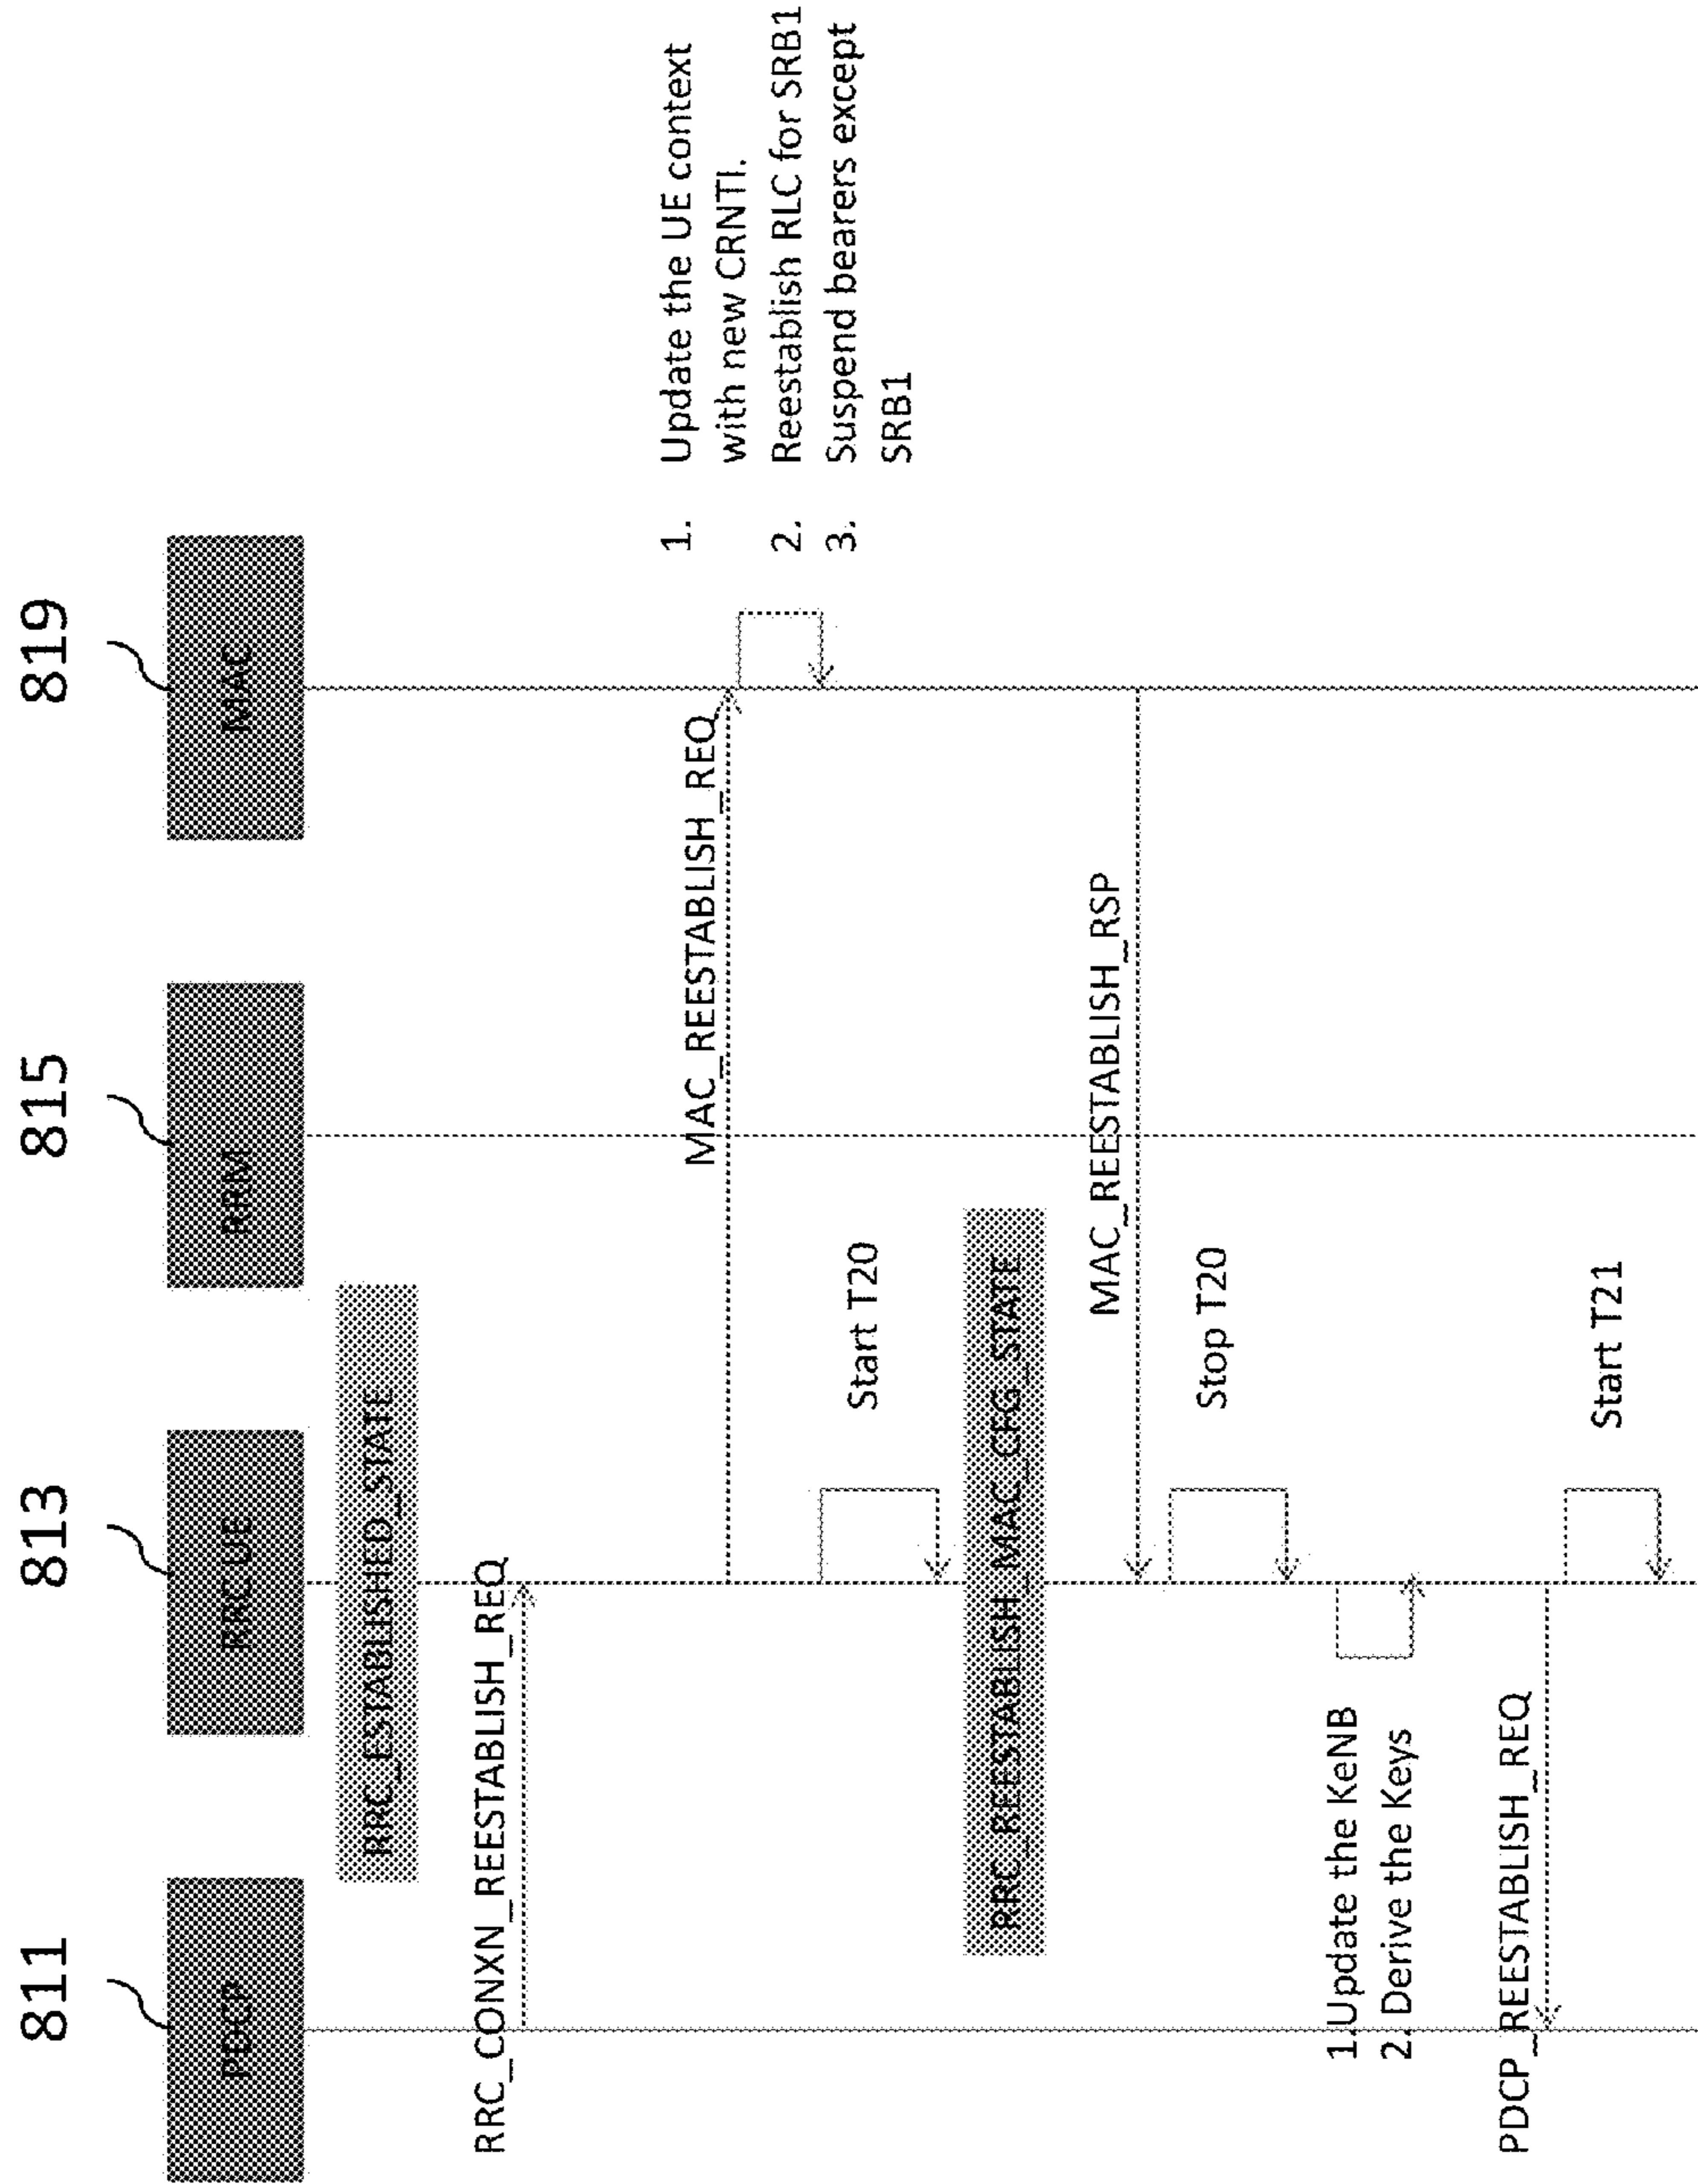 811
813
815
819
PDCP
RRCUE
RRM
MAC
RRC_ESTABLISHED_STATE
RRC_CONXN_REESTABLISH_REQ
MAC_REESTABLISH_REQ
1. Update the UE context
with new CRNTI.
2. Reestablish RLC for SRB1
3. Suspend bearers except
SRB1
Start T20
RRC_REESTABLISH_MAC_CFG_STATE
MAC_REESTABLISH_RSP
Stop T20
1.Update the KeNB
2. Derive the Keys
PDCP_REESTABLISH_REQ
Start T21